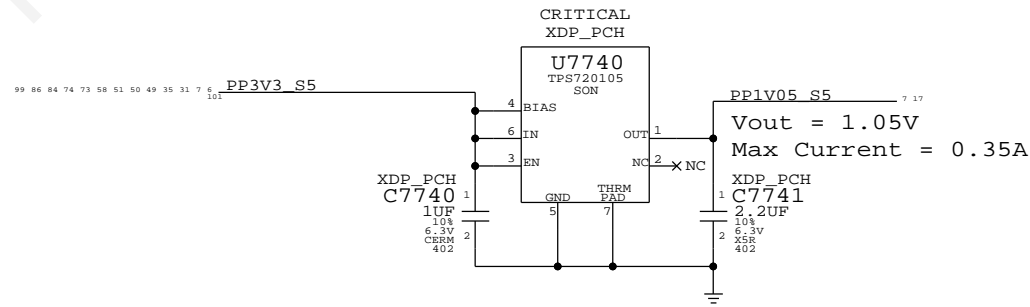 CRITICAL
XDP_PCH
U7740
TPS720105
SON
99 86 84 74 73 58 51 50 49 35 31 7 6
101
PP3V3_S5
PP1V05_S5
7 17
4 BIAS
6 IN
3 EN
OUT 1
NC 2 NC
GND
5
THRM
PAD
7
Vout = 1.05V
Max Current = 0.35A
XDP_PCH
C7740 1
1UF
10%
6.3V
CERM
402
2
XDP_PCH
1 C7741
2.2UF
10%
6.3V
X5R
402
2